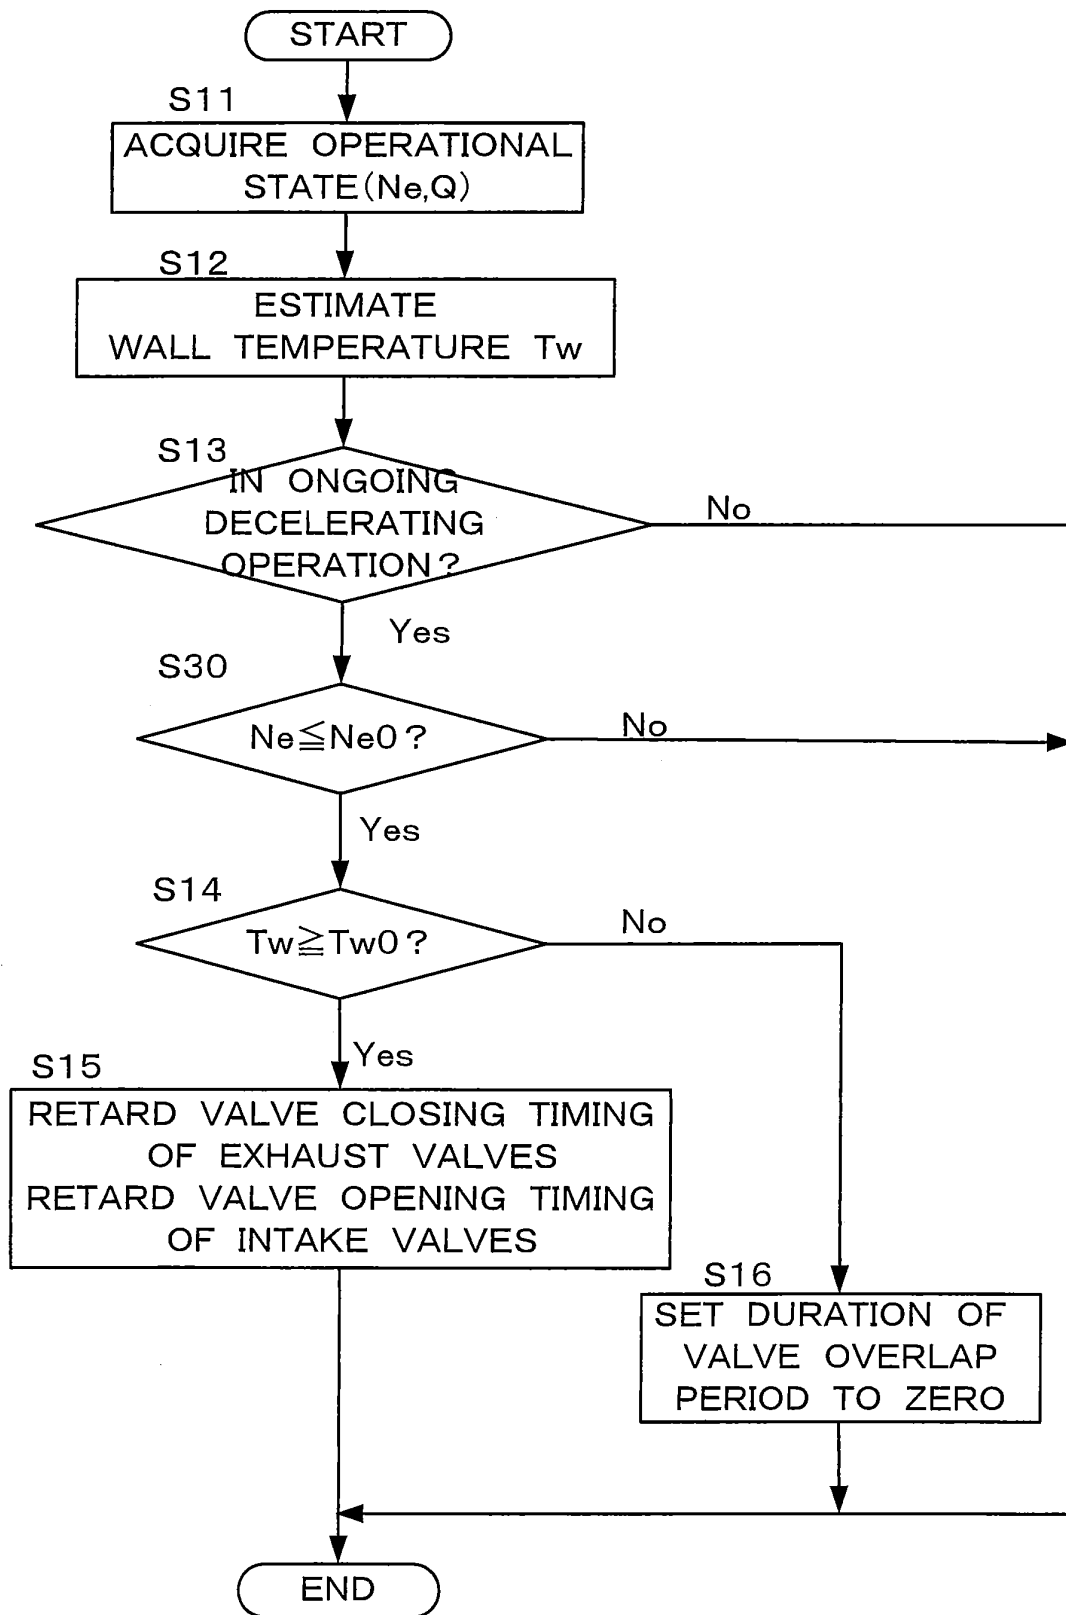 START
S11
ACQUIRE OPERATIONAL
STATE(Ne,Q)
S12
ESTIMATE
WALL TEMPERATURE Tw
S13
IN ONGOING
DECELERATING
OPERATION?
No
Yes
S30
Ne≦Ne0?
No
Yes
S14
Tw≧Tw0?
No
Yes
S15
RETARD VALVE CLOSING TIMING
OF EXHAUST VALVES
RETARD VALVE OPENING TIMING
OF INTAKE VALVES
S16
SET DURATION OF
VALVE OVERLAP
PERIOD TO ZERO
END